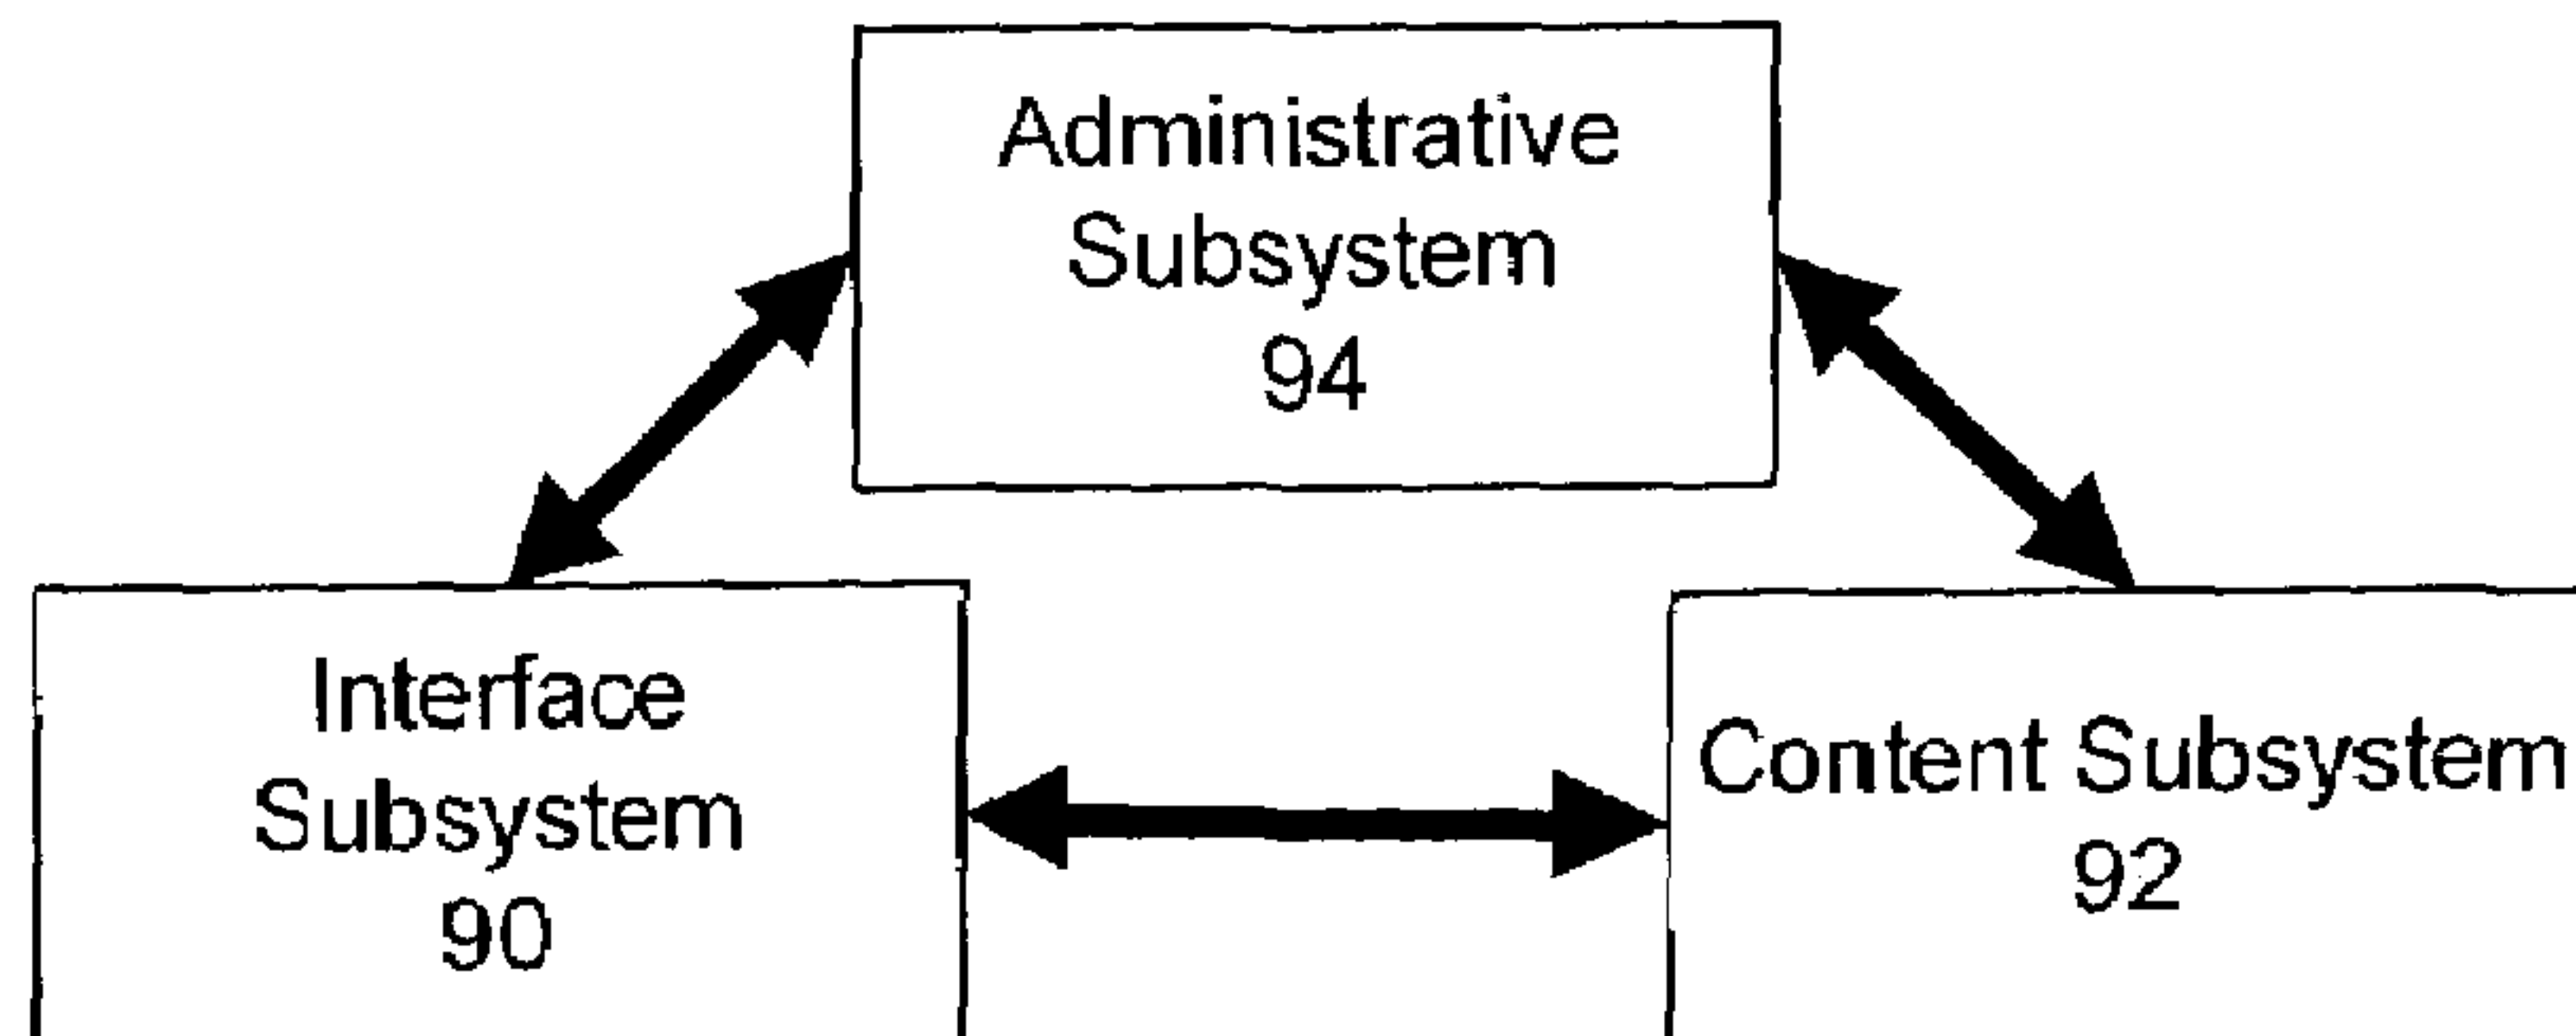 Administrative
Subsystem
94
Interface
Subsystem
90
Content Subsystem
92